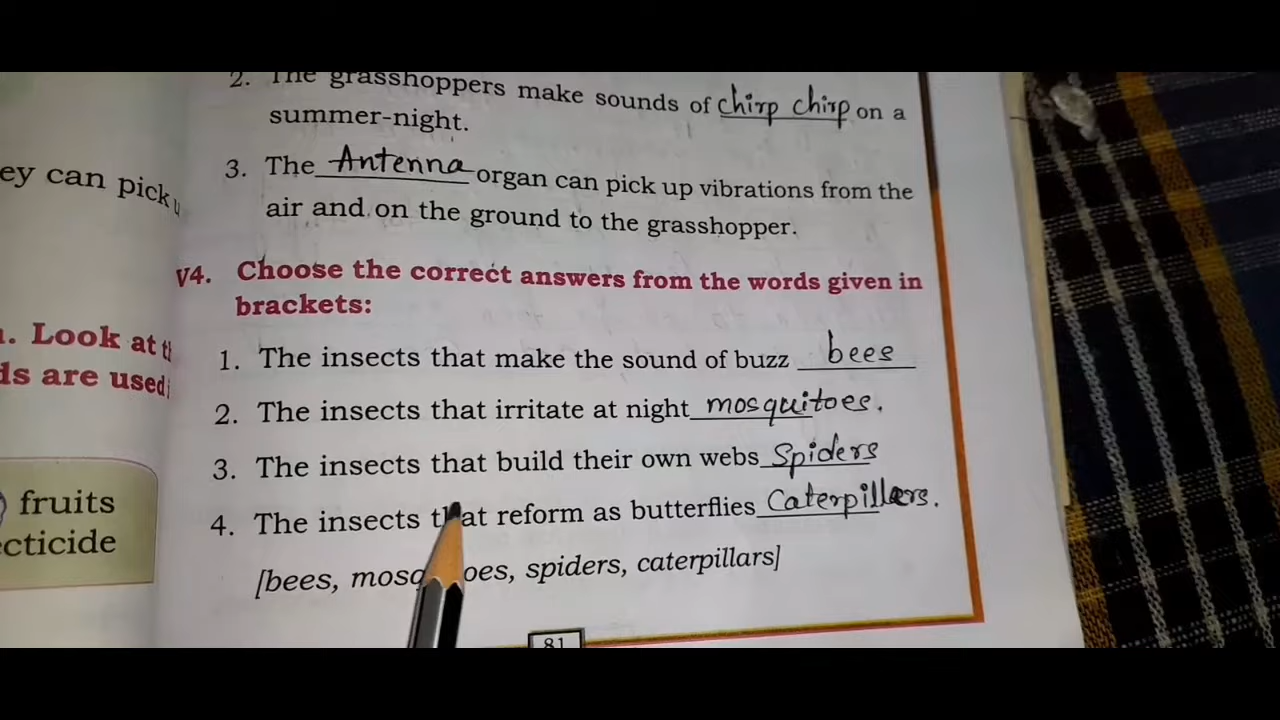 2. The grasshoppers make sounds of chirp chirp on a
summer-night.
3. The Antenna organ can pick up vibrations from the
air and on the ground to the grasshopper.
ey can pick
V4. Choose the correct answers from the words given in
brackets:
. Look at
ds are used
1. The insects that make the sound of buzz bees
2. The insects that irritate at night mosquitoes.
3. The insects that build their own webs Spiders
4. The insects that reform as butterflies Caterpillars.
fruits
cticide
[bees, mosq oes, spiders, caterpillars]
81